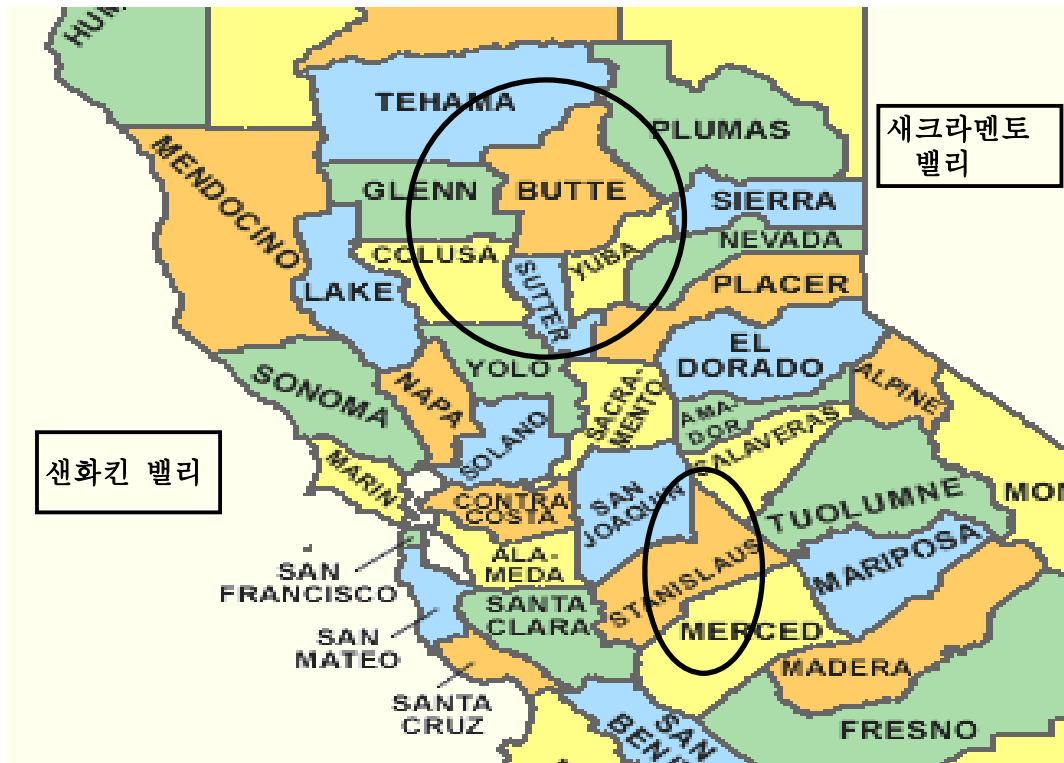 HUM
TEHAMA
PLUMAS
새크라멘토
밸리
MENDOCINO
GLENN
BUTTE
SIERRA
NEVADA
COLUSA
YUBA
SUTTER
LAKE
PLACER
EL
DORADO
YOLO
SONOMA
NAPA
SACRA-
MENTO
ALPINE
AMA-
DOR
CALAVERAS
SOLANO
샌화킨 밸리
MARIN
CONTRA
COSTA
SAN
JOAQUIN
TUOLUMNE
MON
ALA-
MEDA
STANISLAUS
MARIPOSA
SAN
FRANCISCO
SANTA
CLARA
MERCED
SAN
MATEO
MADERA
SANTA
CRUZ
SAN
BEN
FRESNO